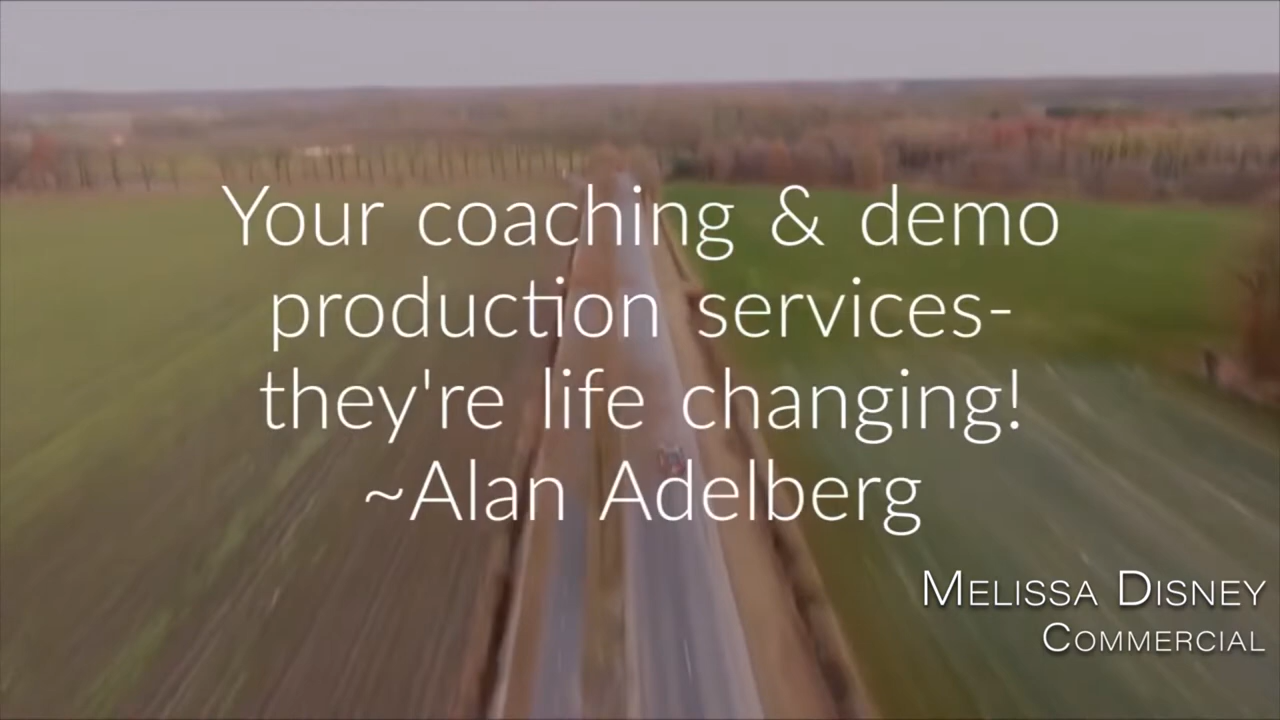 Your coaching & demo
production services-
they're life changing!
~Alan Adelberg
MELISSA DISNEY
COMMERCIAL